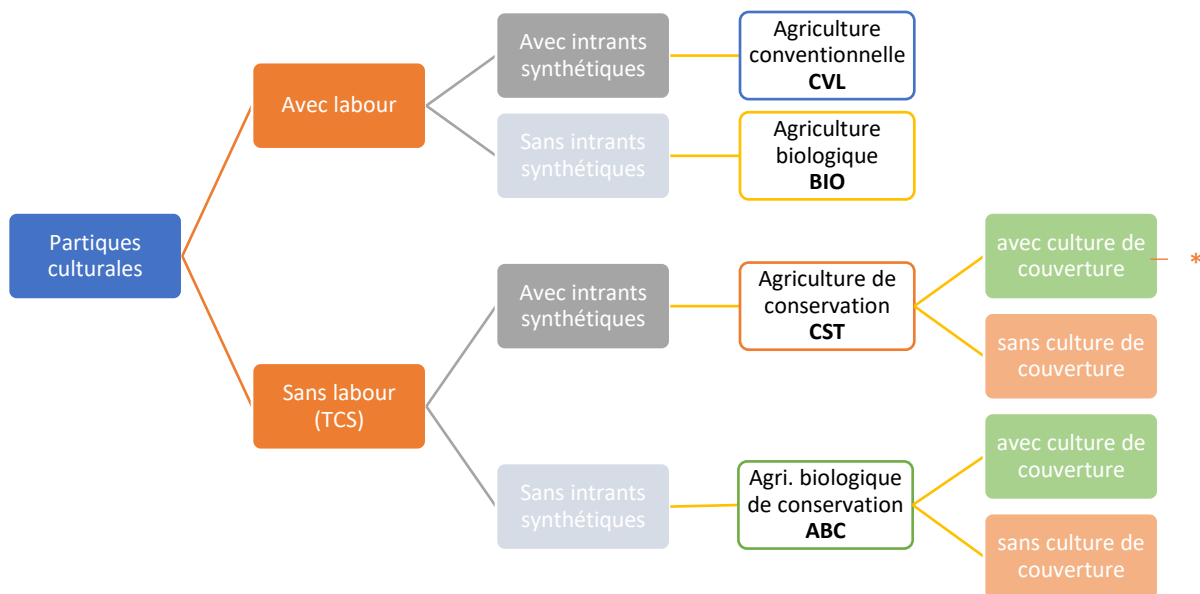 Partiques
culturales
Avec labour
Avec intrants
synthétiques
Agriculture
conventionnelle
CVL
Sans intrants
synthétiques
Agriculture
biologique
BIO
Sans labour
(TCS)
Avec intrants
synthétiques
Agriculture de
conservation
CST
avec culture de
couverture
*
sans culture de
couverture
Sans intrants
synthétiques
Agri. biologique
de conservation
ABC
avec culture de
couverture
sans culture de
couverture